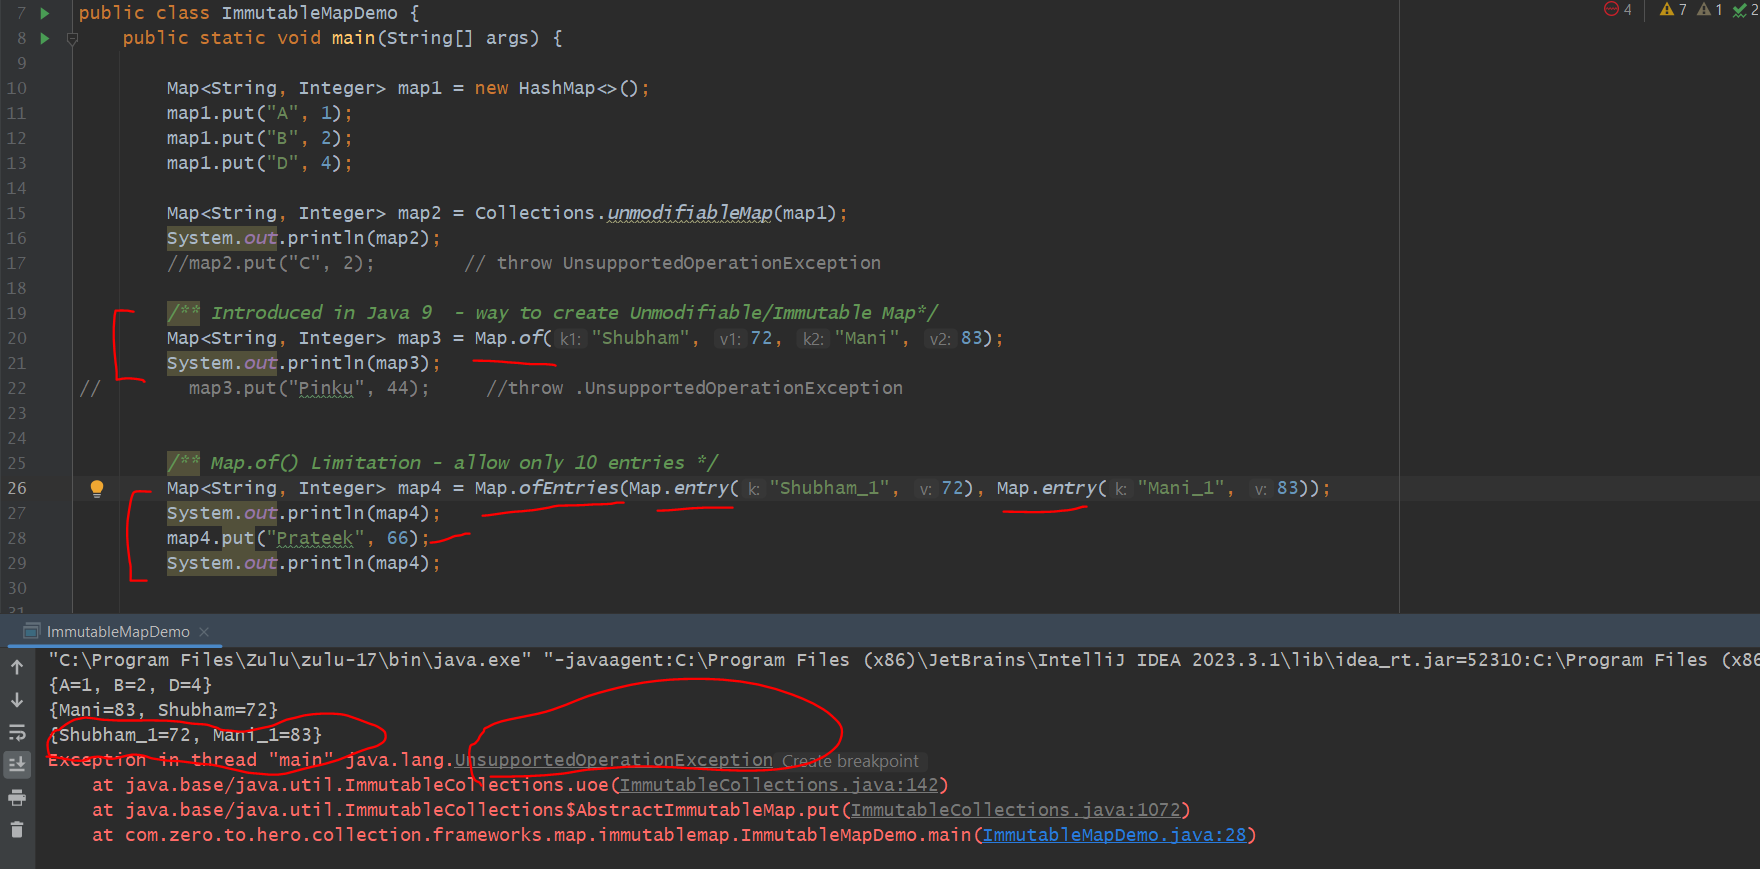 7 public class ImmutableMapDemo { 4 7 1 2
8 public static void main(String[] args) {
9
10 Map<String, Integer> map1 = new HashMap<>();
11 map1.put("A", 1);
12 map1.put("B", 2);
13 map1.put("D", 4);
14
15 Map<String, Integer> map2 = Collections.unmodifiableMap(map1);
16 System.out.println(map2);
17 //map2.put("C", 2); // throw UnsupportedOperationException
18
19 /** Introduced in Java 9 - way to create Unmodifiable/Immutable Map*/
20 Map<String, Integer> map3 = Map.of( k1: "Shubham", v1: 72, k2: "Mani", v2: 83);
21 System.out.println(map3);
22 // map3.put("Pinku", 44); //throw .UnsupportedOperationException
23
24
25 /** Map.of() Limitation - allow only 10 entries */
26 Map<String, Integer> map4 = Map.ofEntries(Map.entry( k: "Shubham_1", v: 72), Map.entry( k: "Mani_1", v: 83));
27 System.out.println(map4);
28 map4.put("Prateek", 66);
29 System.out.println(map4);
30
31
ImmutableMapDemo
"C:\Program Files\Zulu\zulu-17\bin\java.exe" "-javaagent:C:\Program Files (x86)\JetBrains\IntelliJ IDEA 2023.3.1\lib\idea_rt.jar=52310:C:\Program Files (x86
{A=1, B=2, D=4}
{Mani=83, Shubham=72}
{Shubham_1=72, Mani_1=83}
Exception in thread "main" java.lang.UnsupportedOperationException Create breakpoint
at java.base/java.util.ImmutableCollections.uoe(ImmutableCollections.java:142)
at java.base/java.util.ImmutableCollections$AbstractImmutableMap.put(ImmutableCollections.java:1072)
at com.zero.to.hero.collection.frameworks.map.immutablemap.ImmutableMapDemo.main(ImmutableMapDemo.java:28)